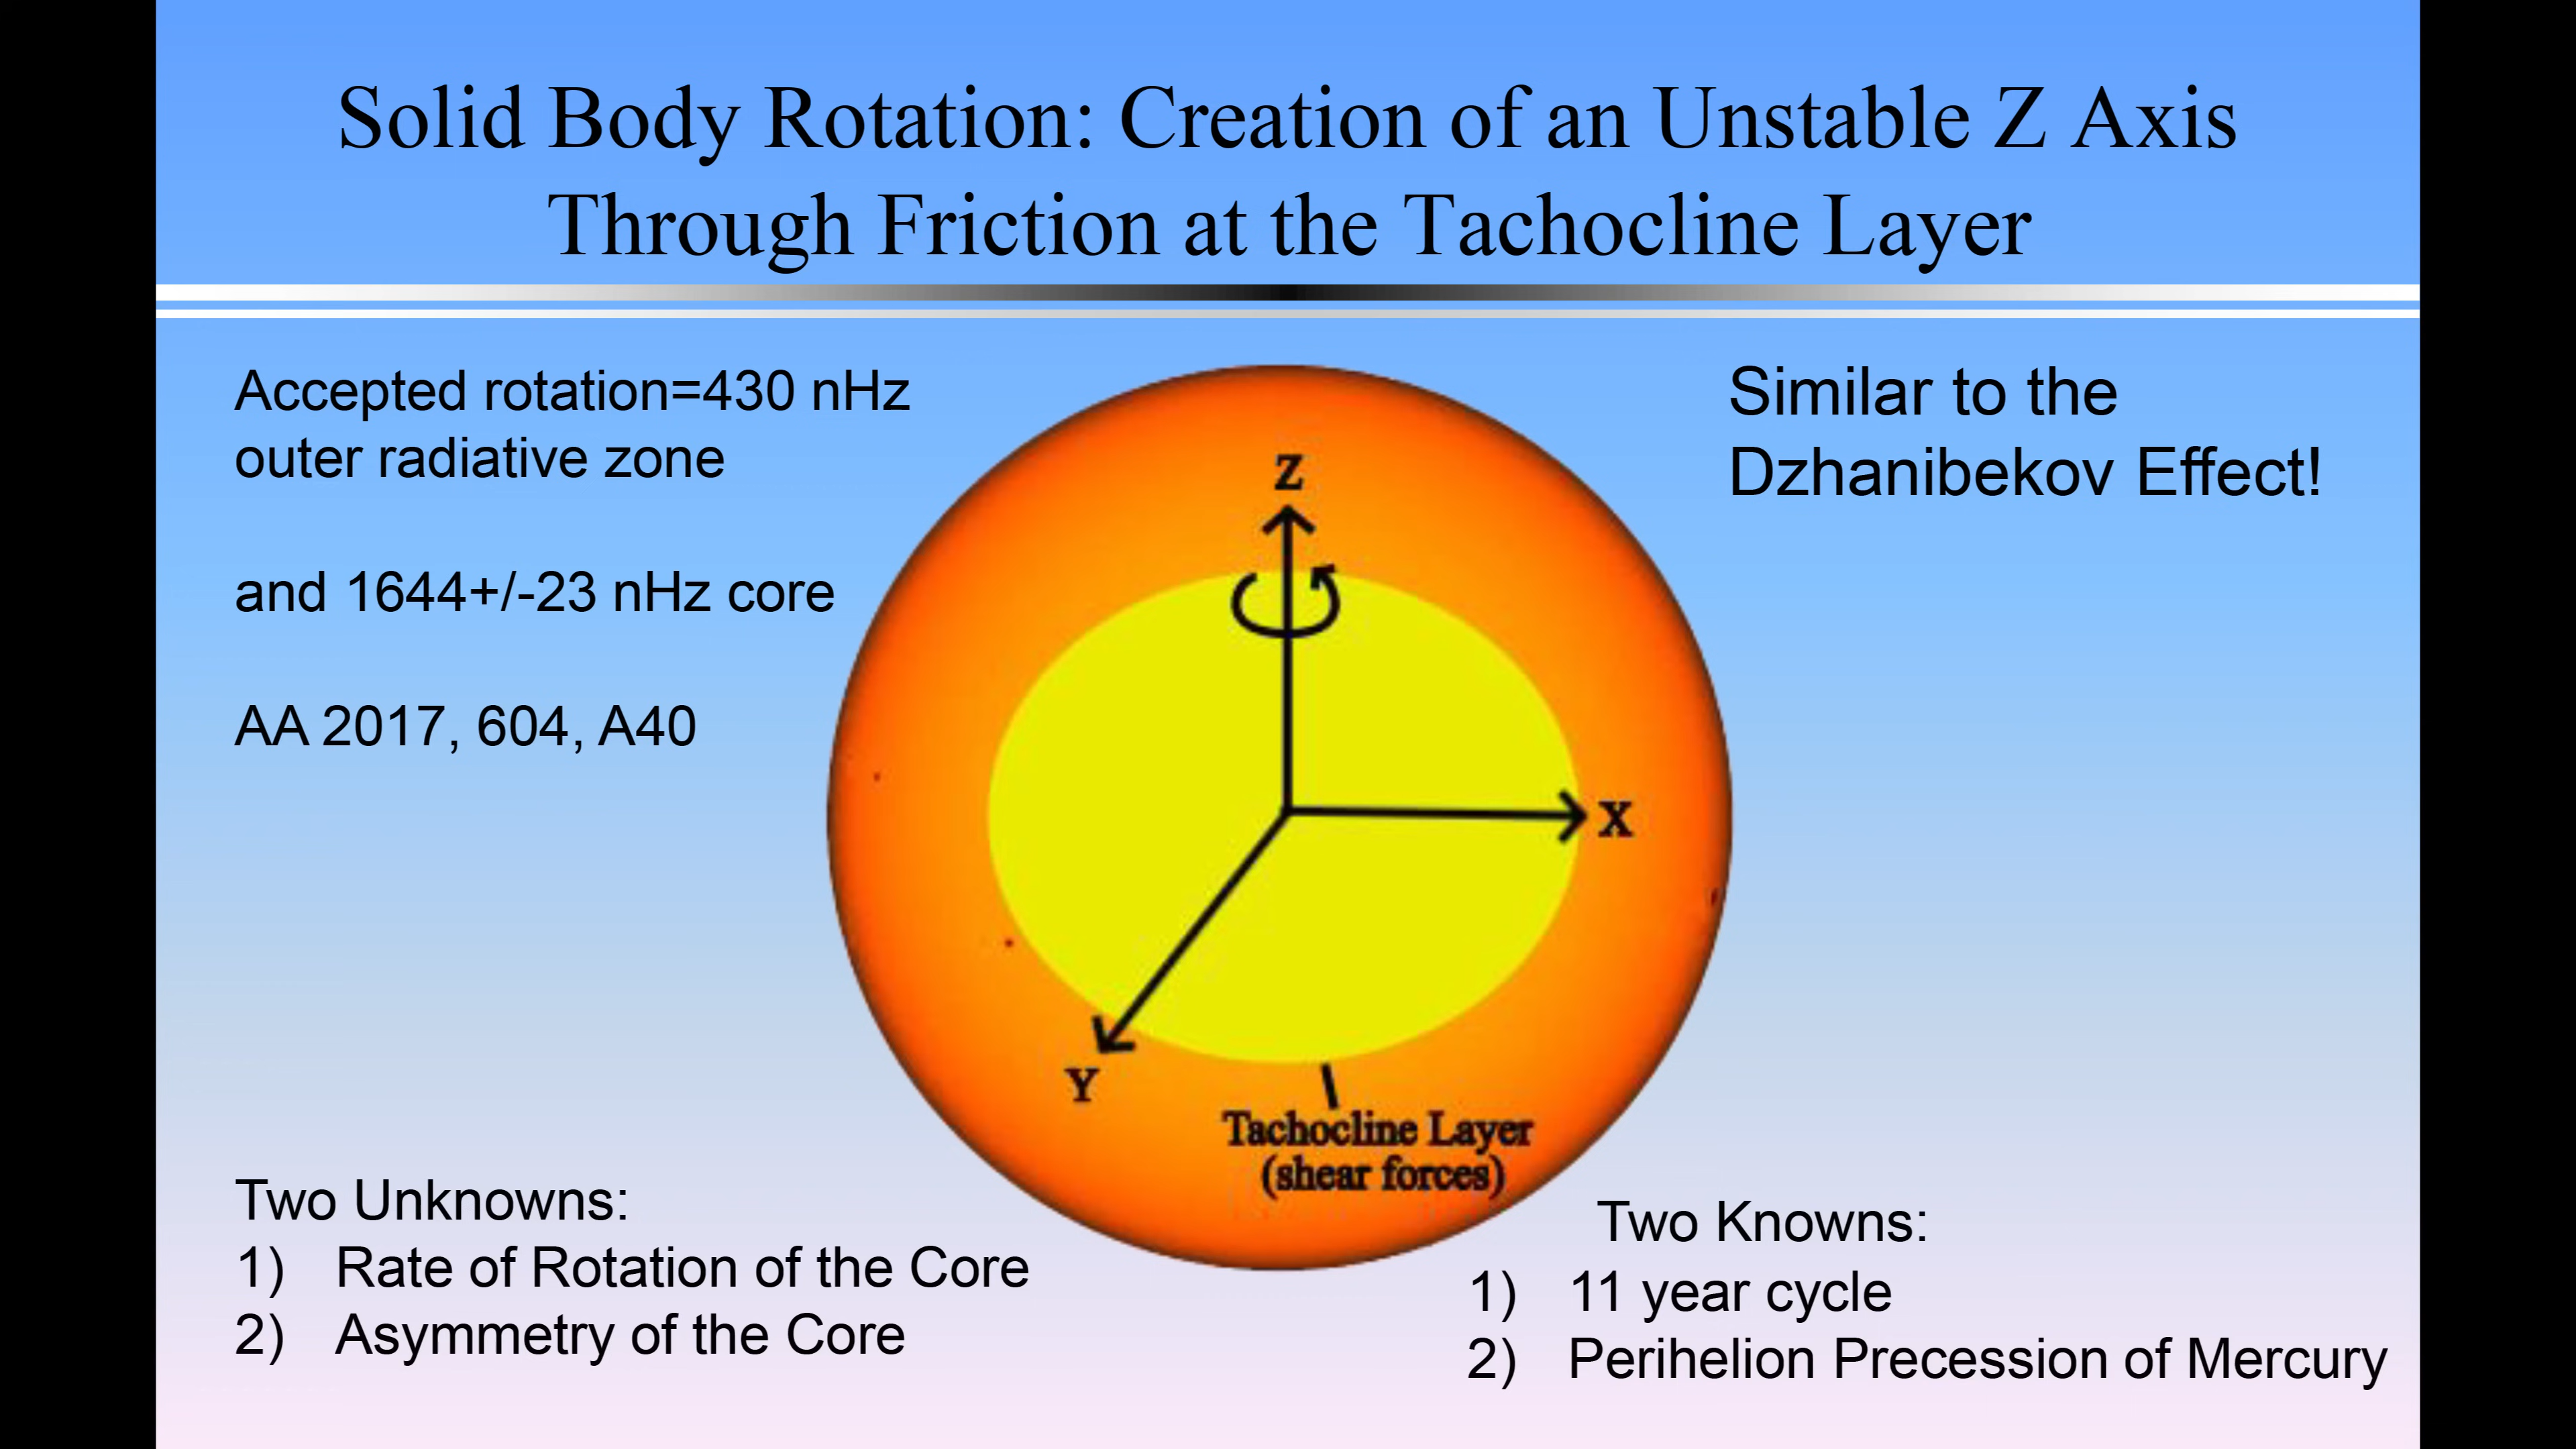 Solid Body Rotation: Creation of an Unstable Z Axis
Through Friction at the Tachocline Layer
Accepted rotation=430 nHz
outer radiative zone
and 1644+/-23 nHz core
AA 2017, 604, A40
Similar to the
Dzhanibekov Effect!
Z
X
Y
Tachocline Layer
(shear forces)
Two Unknowns:
1) Rate of Rotation of the Core
2) Asymmetry of the Core
Two Knowns:
1) 11 year cycle
2) Perihelion Precession of Mercury